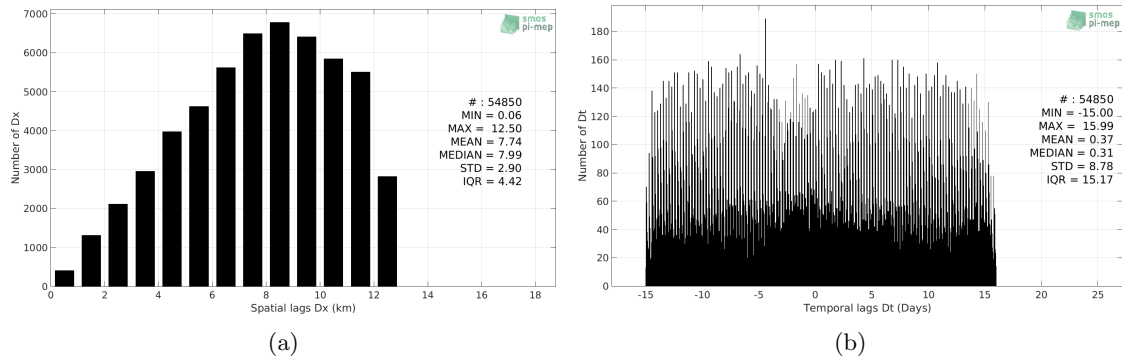 7000
6000
5000
4000
3000
2000
1000
0
Number of Dx
smos
pi-mep
# : 54850
MIN = 0.06
MAX = 12.50
MEAN = 7.74
MEDIAN = 7.99
STD = 2.90
IQR = 4.42
0 2 4 6 8 10 12 14 16 18
Spatial lags Dx (km)
(a)
180
160
140
120
100
80
60
40
20
0
Number of Dt
smos
pi-mep
# : 54850
MIN = -15.00
MAX = 15.99
MEAN = 0.37
MEDIAN = 0.31
STD = 8.78
IQR = 15.17
-15 -10 -5 0 5 10 15 20 25
Temporal lags Dt (Days)
(b)